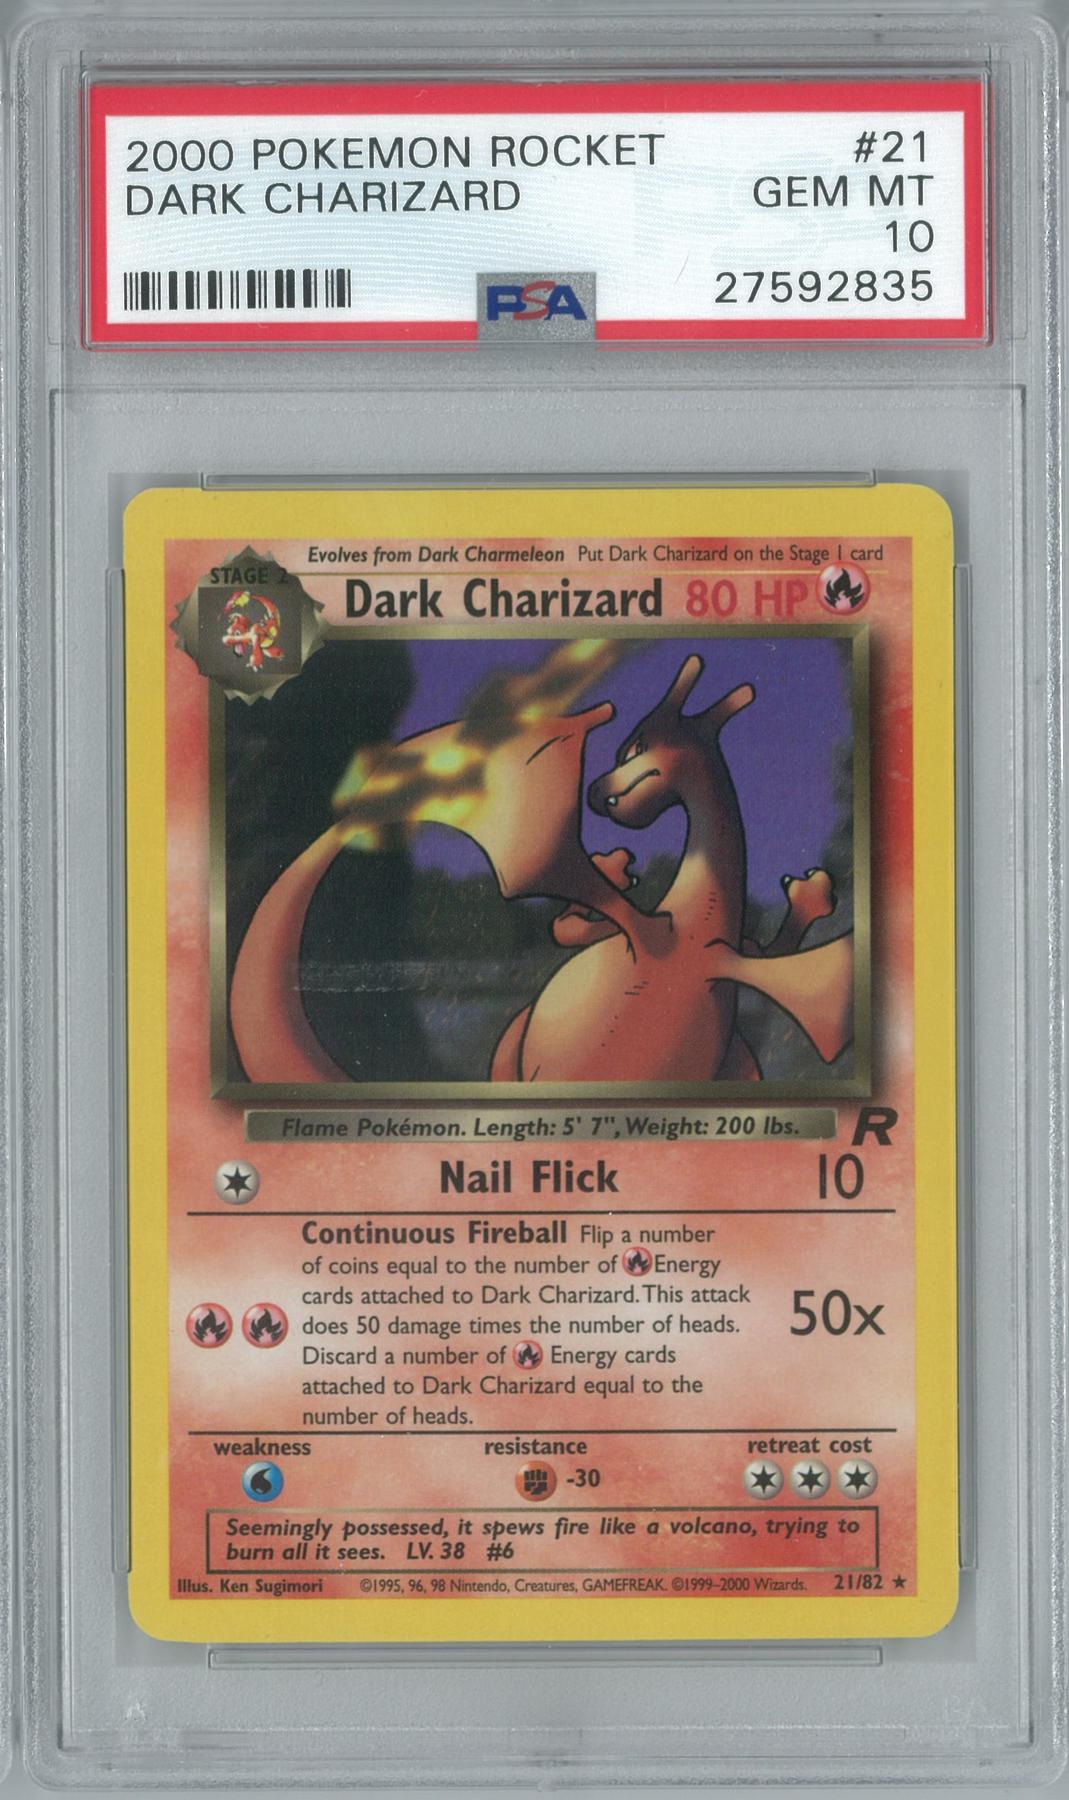 2000 POKEMON ROCKET #21
DARK CHARIZARD GEM MT
10
PSA 27592835
Evolves from Dark Charmeleon Put Dark Charizard on the Stage 1 card
STAGE 2
Dark Charizard 80 HP
Flame Pokémon. Length: 5' 7", Weight: 200 lbs.
R
Nail Flick 10
Continuous Fireball Flip a number
of coins equal to the number of Energy
cards attached to Dark Charizard. This attack
does 50 damage times the number of heads. 50x
Discard a number of Energy cards
attached to Dark Charizard equal to the
number of heads.
weakness resistance retreat cost
-30
Seemingly possessed, it spews fire like a volcano, trying to
burn all it sees. LV. 38 #6
Illus. Ken Sugimori ©1995, 96, 98 Nintendo, Creatures, GAMEFREAK. ©1999-2000 Wizards. 21/82 ★